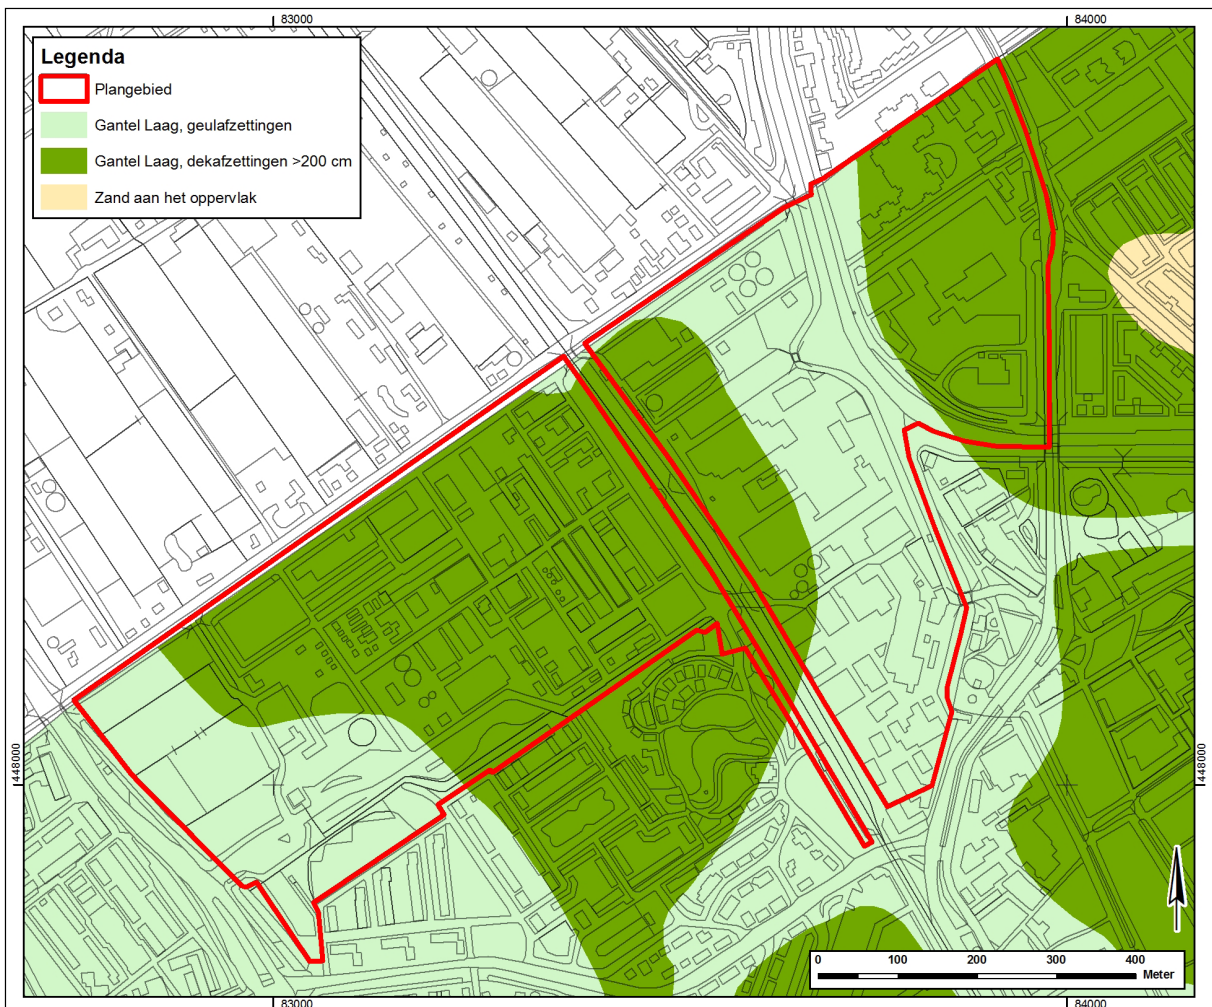 83000
84000
Legenda
Plangebied
Gantel Laag, geulafzettingen
Gantel Laag, dekafzettingen >200 cm
Zand aan het oppervlak
448000
448000
0 100 200 300 400
Meter
83000
84000